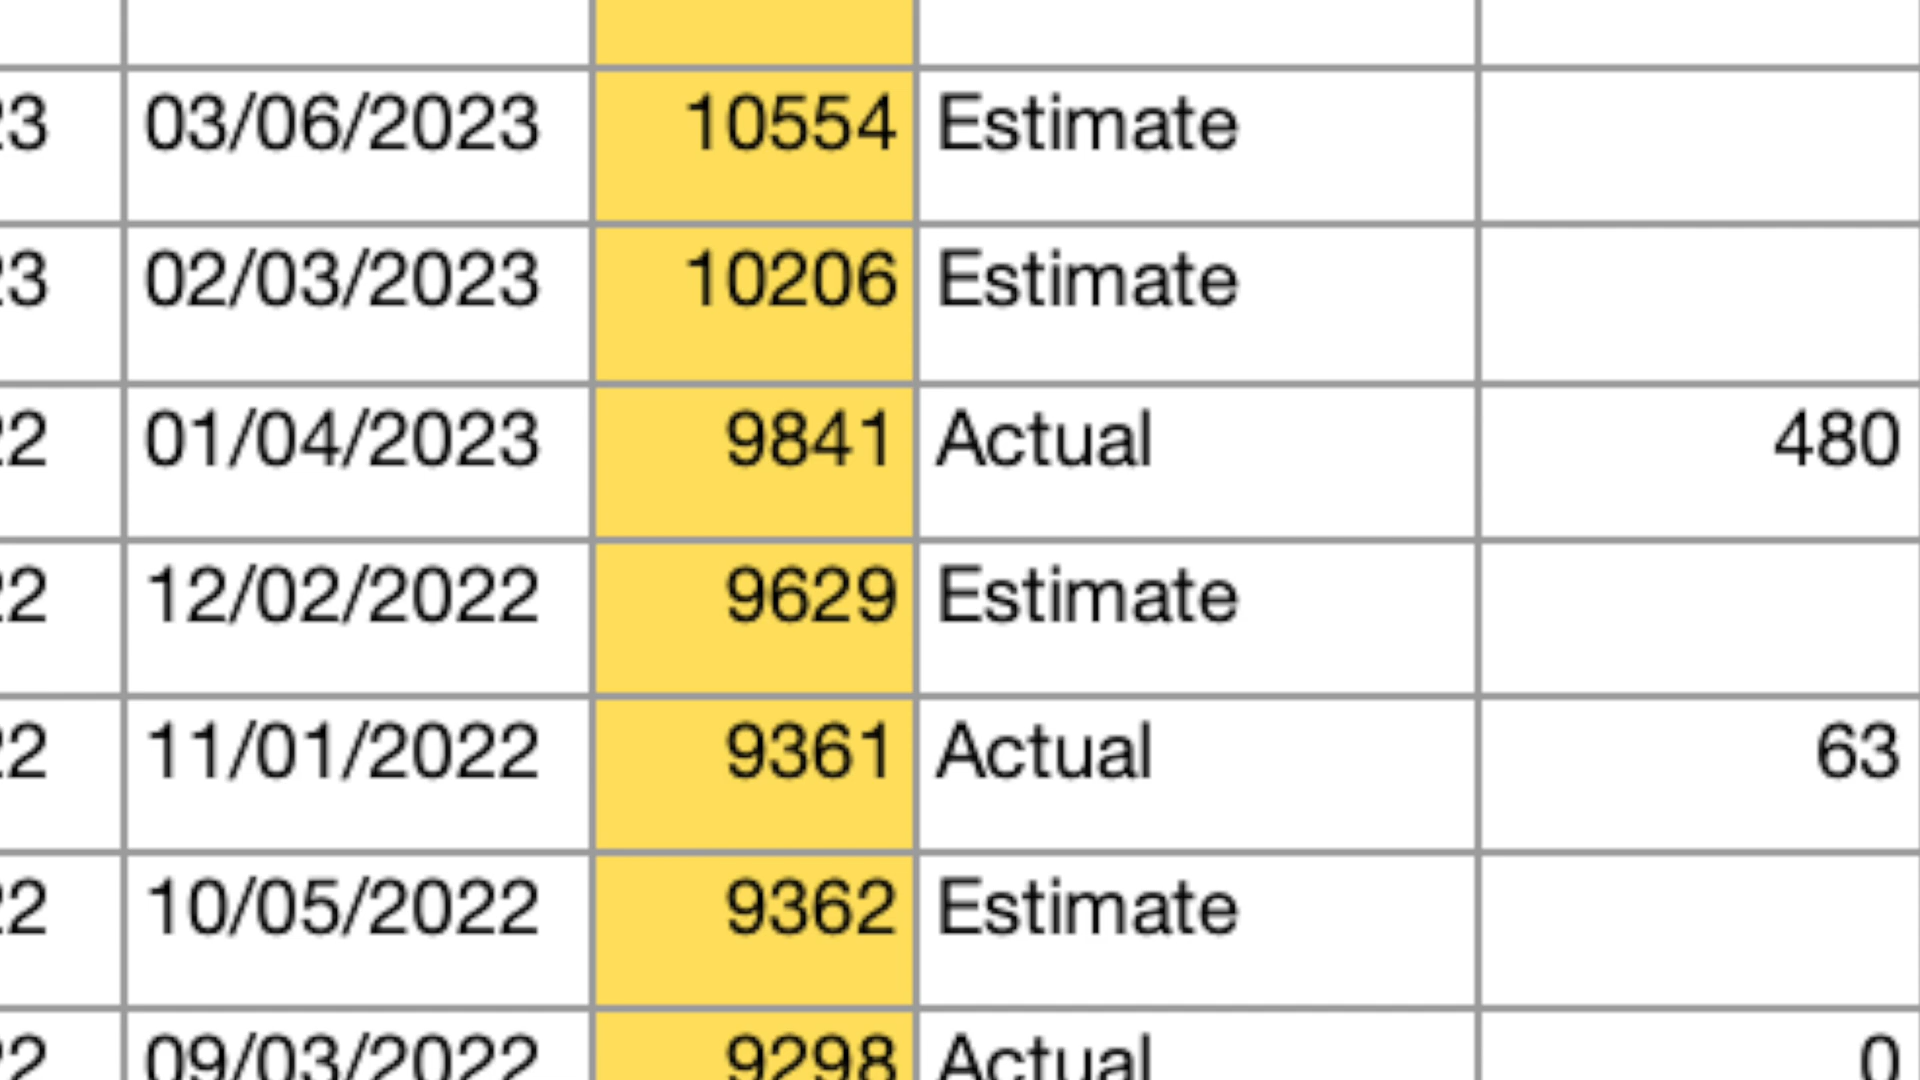 23 03/06/2023 10554 Estimate
23 02/03/2023 10206 Estimate
22 01/04/2023 9841 Actual 480
22 12/02/2022 9629 Estimate
22 11/01/2022 9361 Actual 63
22 10/05/2022 9362 Estimate
22 09/03/2022 9298 Actual 0